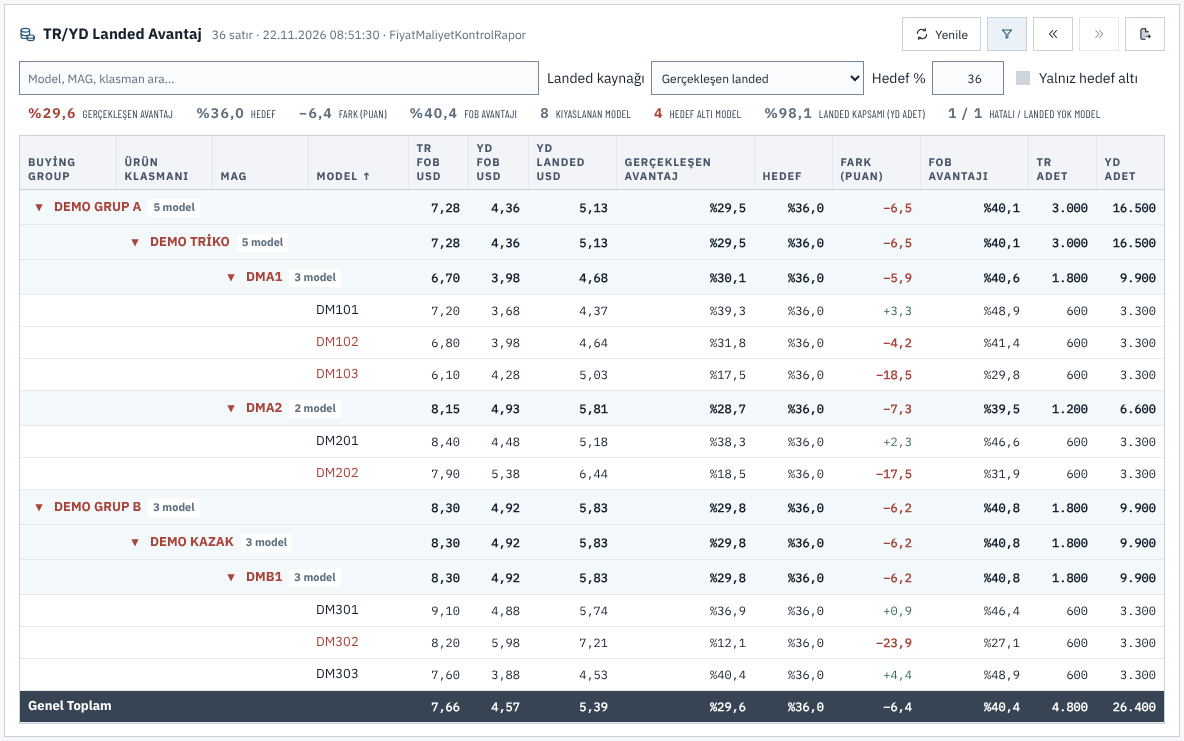 TR/YD Landed Avantaj 36 satır · 22.11.2026 08:51:30 · FiyatMaliyetKontrolRapor Yenile
Model, MAG, klasman ara... Landed kaynağı Gerçekleşen landed Hedef % 36 Yalnız hedef altı
%29,6 GERÇEKLEŞEN AVANTAJ %36,0 HEDEF −6,4 FARK (PUAN) %40,4 FOB AVANTAJI 8 KIYASLANAN MODEL 4 HEDEF ALTI MODEL %98,1 LANDED KAPSAMI (YD ADET) 1 / 1 HATALI / LANDED YOK MODEL
BUYİNG GROUP ÜRÜN KLASMANI MAG MODEL ↑ TR FOB USD YD FOB USD YD LANDED USD GERÇEKLEŞEN AVANTAJ HEDEF FARK (PUAN) FOB AVANTAJI TR ADET YD ADET
▼ DEMO GRUP A 5 model 7,28 4,36 5,13 %29,5 %36,0 −6,5 %40,1 3.000 16.500
▼ DEMO TRİKO 5 model 7,28 4,36 5,13 %29,5 %36,0 −6,5 %40,1 3.000 16.500
▼ DMA1 3 model 6,70 3,98 4,68 %30,1 %36,0 −5,9 %40,6 1.800 9.900
DM101 7,20 3,68 4,37 %39,3 %36,0 +3,3 %48,9 600 3.300
DM102 6,80 3,98 4,64 %31,8 %36,0 −4,2 %41,4 600 3.300
DM103 6,10 4,28 5,03 %17,5 %36,0 −18,5 %29,8 600 3.300
▼ DMA2 2 model 8,15 4,93 5,81 %28,7 %36,0 −7,3 %39,5 1.200 6.600
DM201 8,40 4,48 5,18 %38,3 %36,0 +2,3 %46,6 600 3.300
DM202 7,90 5,38 6,44 %18,5 %36,0 −17,5 %31,9 600 3.300
▼ DEMO GRUP B 3 model 8,30 4,92 5,83 %29,8 %36,0 −6,2 %40,8 1.800 9.900
▼ DEMO KAZAK 3 model 8,30 4,92 5,83 %29,8 %36,0 −6,2 %40,8 1.800 9.900
▼ DMB1 3 model 8,30 4,92 5,83 %29,8 %36,0 −6,2 %40,8 1.800 9.900
DM301 9,10 4,88 5,74 %36,9 %36,0 +0,9 %46,4 600 3.300
DM302 8,20 5,98 7,21 %12,1 %36,0 −23,9 %27,1 600 3.300
DM303 7,60 3,88 4,53 %40,4 %36,0 +4,4 %48,9 600 3.300
Genel Toplam 7,66 4,57 5,39 %29,6 %36,0 −6,4 %40,4 4.800 26.400